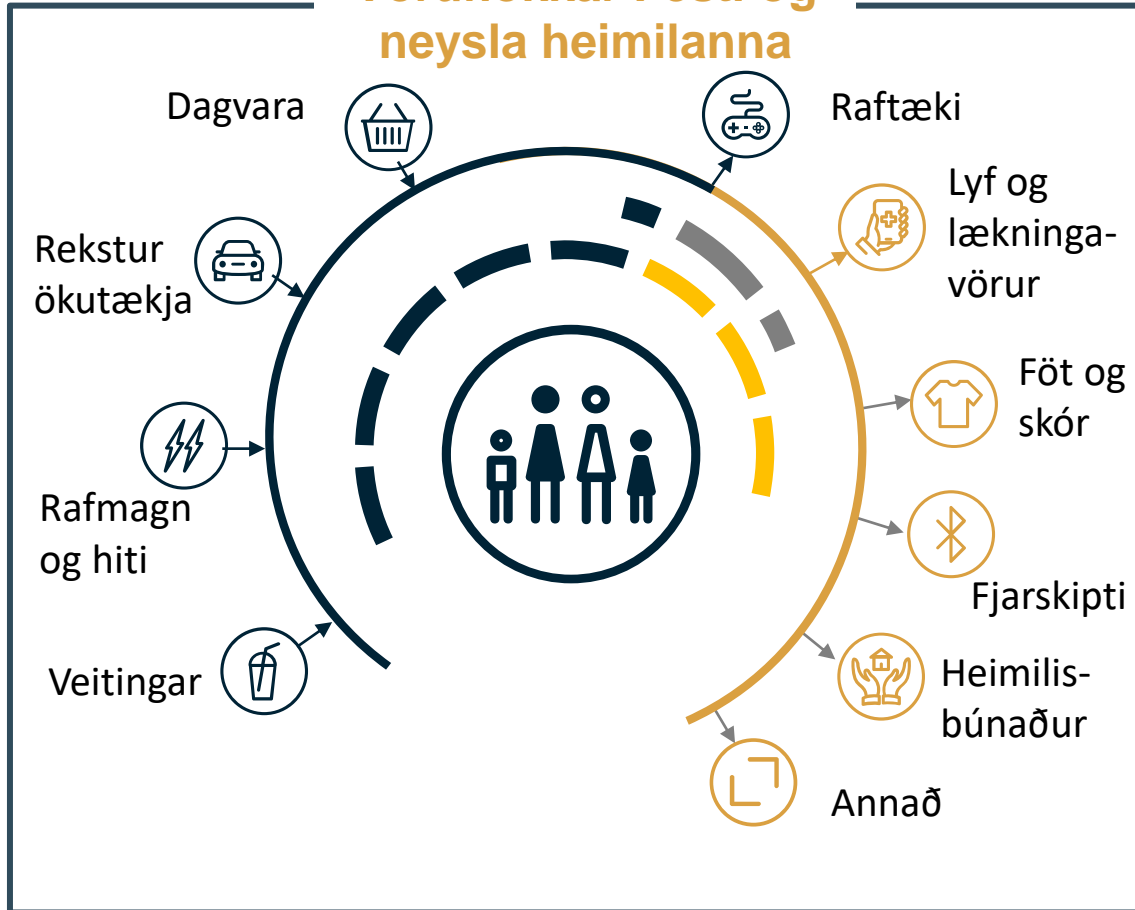 neysla heimilanna
Dagvara
Raftæki
Lyf og
lækninga-
vörur
Rekstur
ökutækja
Föt og
skór
Rafmagn
og hiti
Fjarskipti
Veitingar
Heimilis-
búnaður
Annað